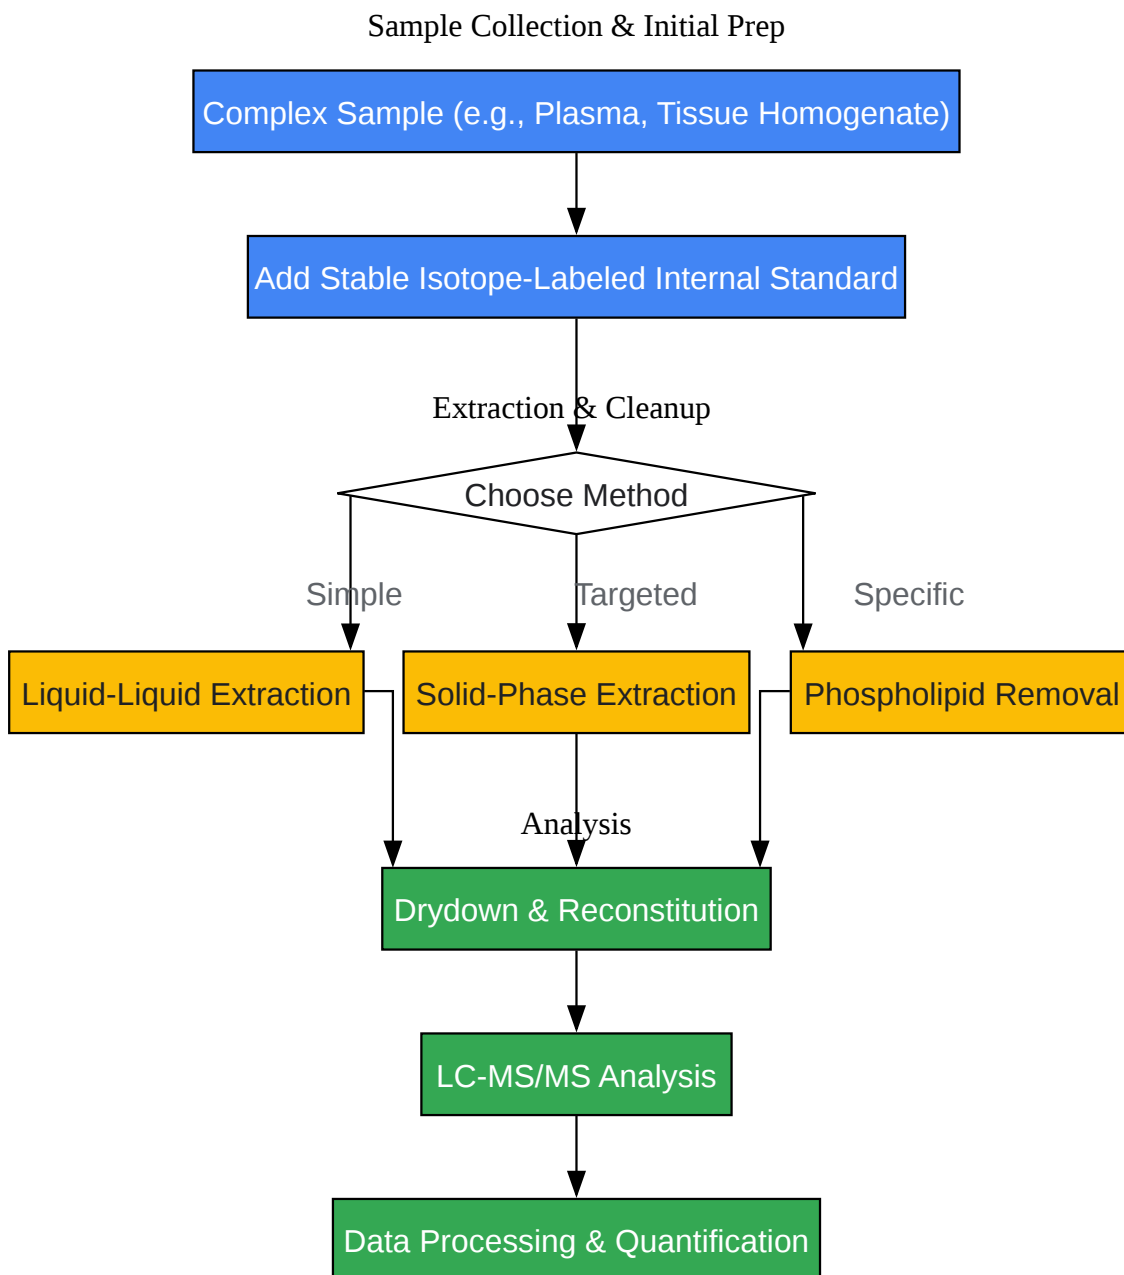 Sample Collection & Initial Prep
Complex Sample (e.g., Plasma, Tissue Homogenate)
Add Stable Isotope-Labeled Internal Standard
Extraction & Cleanup
Choose Method
Simple
Targeted
Specific
Liquid-Liquid Extraction
Solid-Phase Extraction
Phospholipid Removal
Analysis
Drydown & Reconstitution
LC-MS/MS Analysis
Data Processing & Quantification